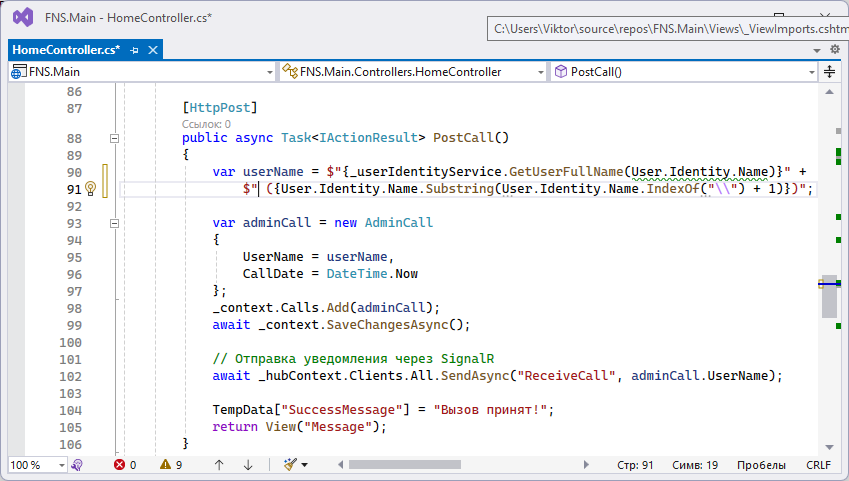 FNS.Main - HomeController.cs*
C:\Users\Viktor\source\repos\FNS.Main\Views\_ViewImports.cshtm
HomeController.cs*
FNS.Main FNS.Main.Controllers.HomeController PostCall()
86
87 [HttpPost]
Ссылок: 0
88 public async Task<IActionResult> PostCall()
89 {
90 var userName = $"{_userIdentityService.GetUserFullName(User.Identity.Name)}" +
91 $" ({User.Identity.Name.Substring(User.Identity.Name.IndexOf("\\") + 1)})";
92
93 var adminCall = new AdminCall
94 {
95 UserName = userName,
96 CallDate = DateTime.Now
97 };
98 _context.Calls.Add(adminCall);
99 await _context.SaveChangesAsync();
100
101 // Отправка уведомления через SignalR
102 await _hubContext.Clients.All.SendAsync("ReceiveCall", adminCall.UserName);
103
104 TempData["SuccessMessage"] = "Вызов принят!";
105 return View("Message");
106 }
100 % 0 9 Стр: 91 Симв: 19 Пробелы CRLF